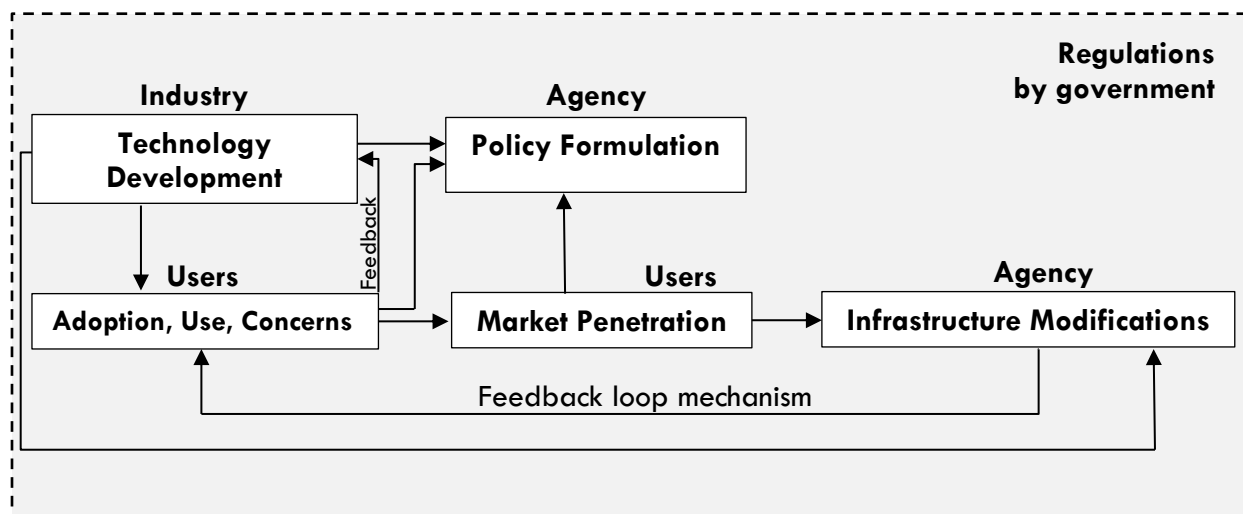 Regulations
by government
Industry
Technology
Development
Agency
Policy Formulation
Feedback
Users
Adoption, Use, Concerns
Users
Market Penetration
Agency
Infrastructure Modifications
Feedback loop mechanism